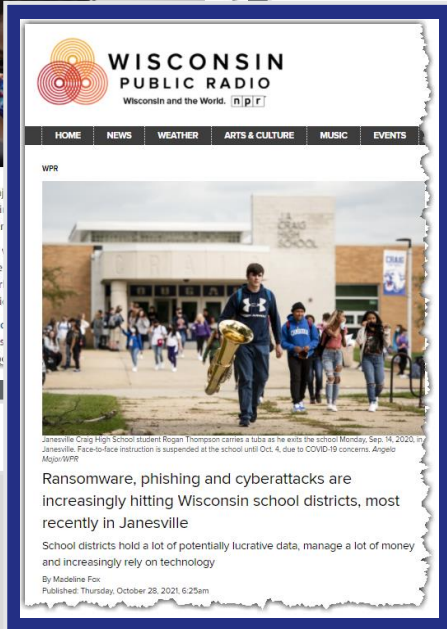 WISCONSIN
PUBLIC RADIO
Wisconsin and the World. npr
HOME NEWS WEATHER ARTS & CULTURE MUSIC EVENTS
WPR
CRAIG
HIGH
SCHOOL
CRAIG
Janesville Craig High School student Rogan Thompson carries a tuba as he exits the school Monday, Sep. 14, 2020, in
Janesville. Face-to-face instruction is suspended at the school until Oct. 4, due to COVID-19 concerns. Angela
Major/WPR
Ransomware, phishing and cyberattacks are
increasingly hitting Wisconsin school districts, most
recently in Janesville
School districts hold a lot of potentially lucrative data, manage a lot of money
and increasingly rely on technology
By Madeline Fox
Published: Thursday, October 28, 2021, 6:25am